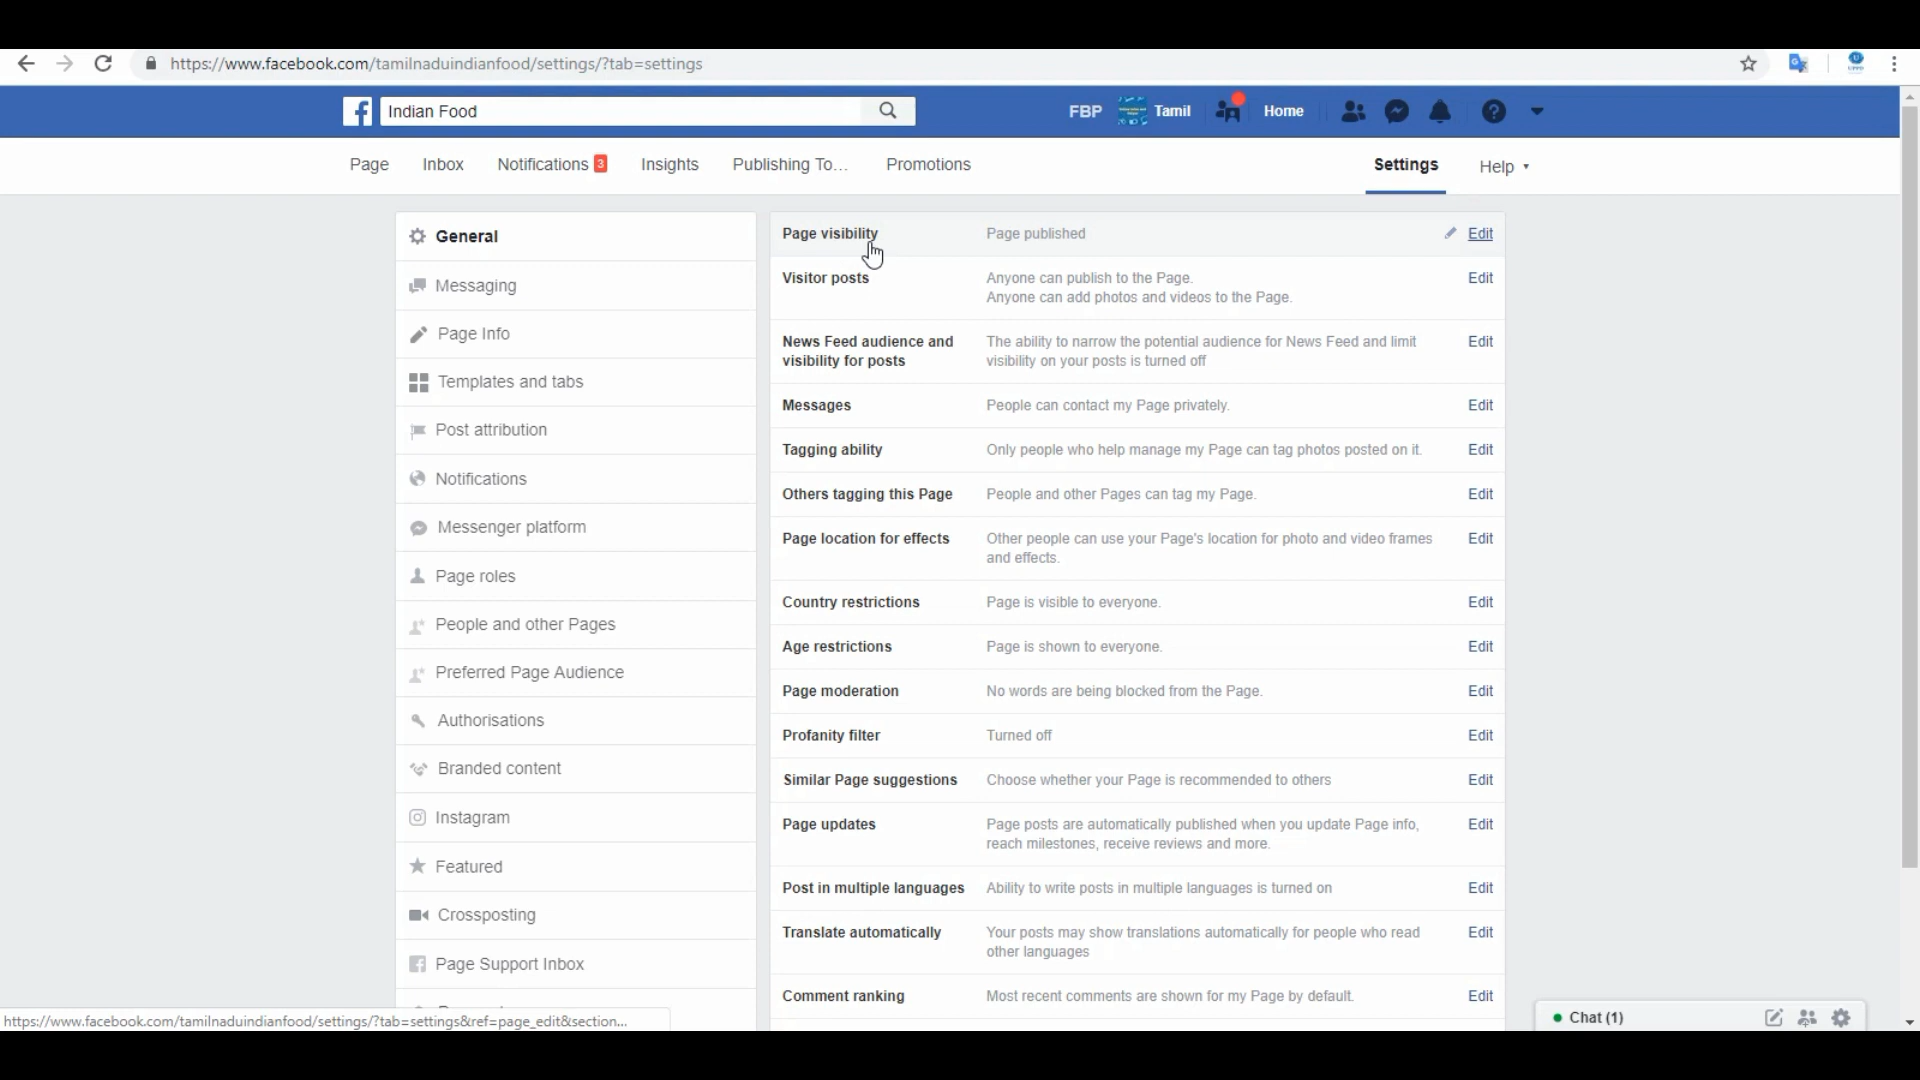 https://www.facebook.com/tamilnaduindianfood/settings/?tab=settings
Indian Food
FBP
Tamil
Home
Page
Inbox
Notifications 3
Insights
Publishing To...
Promotions
Settings
Help
General
Messaging
Page Info
Templates and tabs
Post attribution
Notifications
Messenger platform
Page roles
People and other Pages
Preferred Page Audience
Authorisations
Branded content
Instagram
Featured
Crossposting
Page Support Inbox
Page visibility Page published Edit
Visitor posts Anyone can publish to the Page. Edit
Anyone can add photos and videos to the Page.
News Feed audience and The ability to narrow the potential audience for News Feed and limit Edit
visibility for posts visibility on your posts is turned off
Messages People can contact my Page privately. Edit
Tagging ability Only people who help manage my Page can tag photos posted on it. Edit
Others tagging this Page People and other Pages can tag my Page. Edit
Page location for effects Other people can use your Page's location for photo and video frames Edit
and effects.
Country restrictions Page is visible to everyone. Edit
Age restrictions Page is shown to everyone. Edit
Page moderation No words are being blocked from the Page. Edit
Profanity filter Turned off Edit
Similar Page suggestions Choose whether your Page is recommended to others Edit
Page updates Page posts are automatically published when you update Page info, Edit
reach milestones, receive reviews and more.
Post in multiple languages Ability to write posts in multiple languages is turned on Edit
Translate automatically Your posts may show translations automatically for people who read Edit
other languages
Comment ranking Most recent comments are shown for my Page by default. Edit
https://www.facebook.com/tamilnaduindianfood/settings/?tab=settings&ref=page_edit&section...
Chat (1)